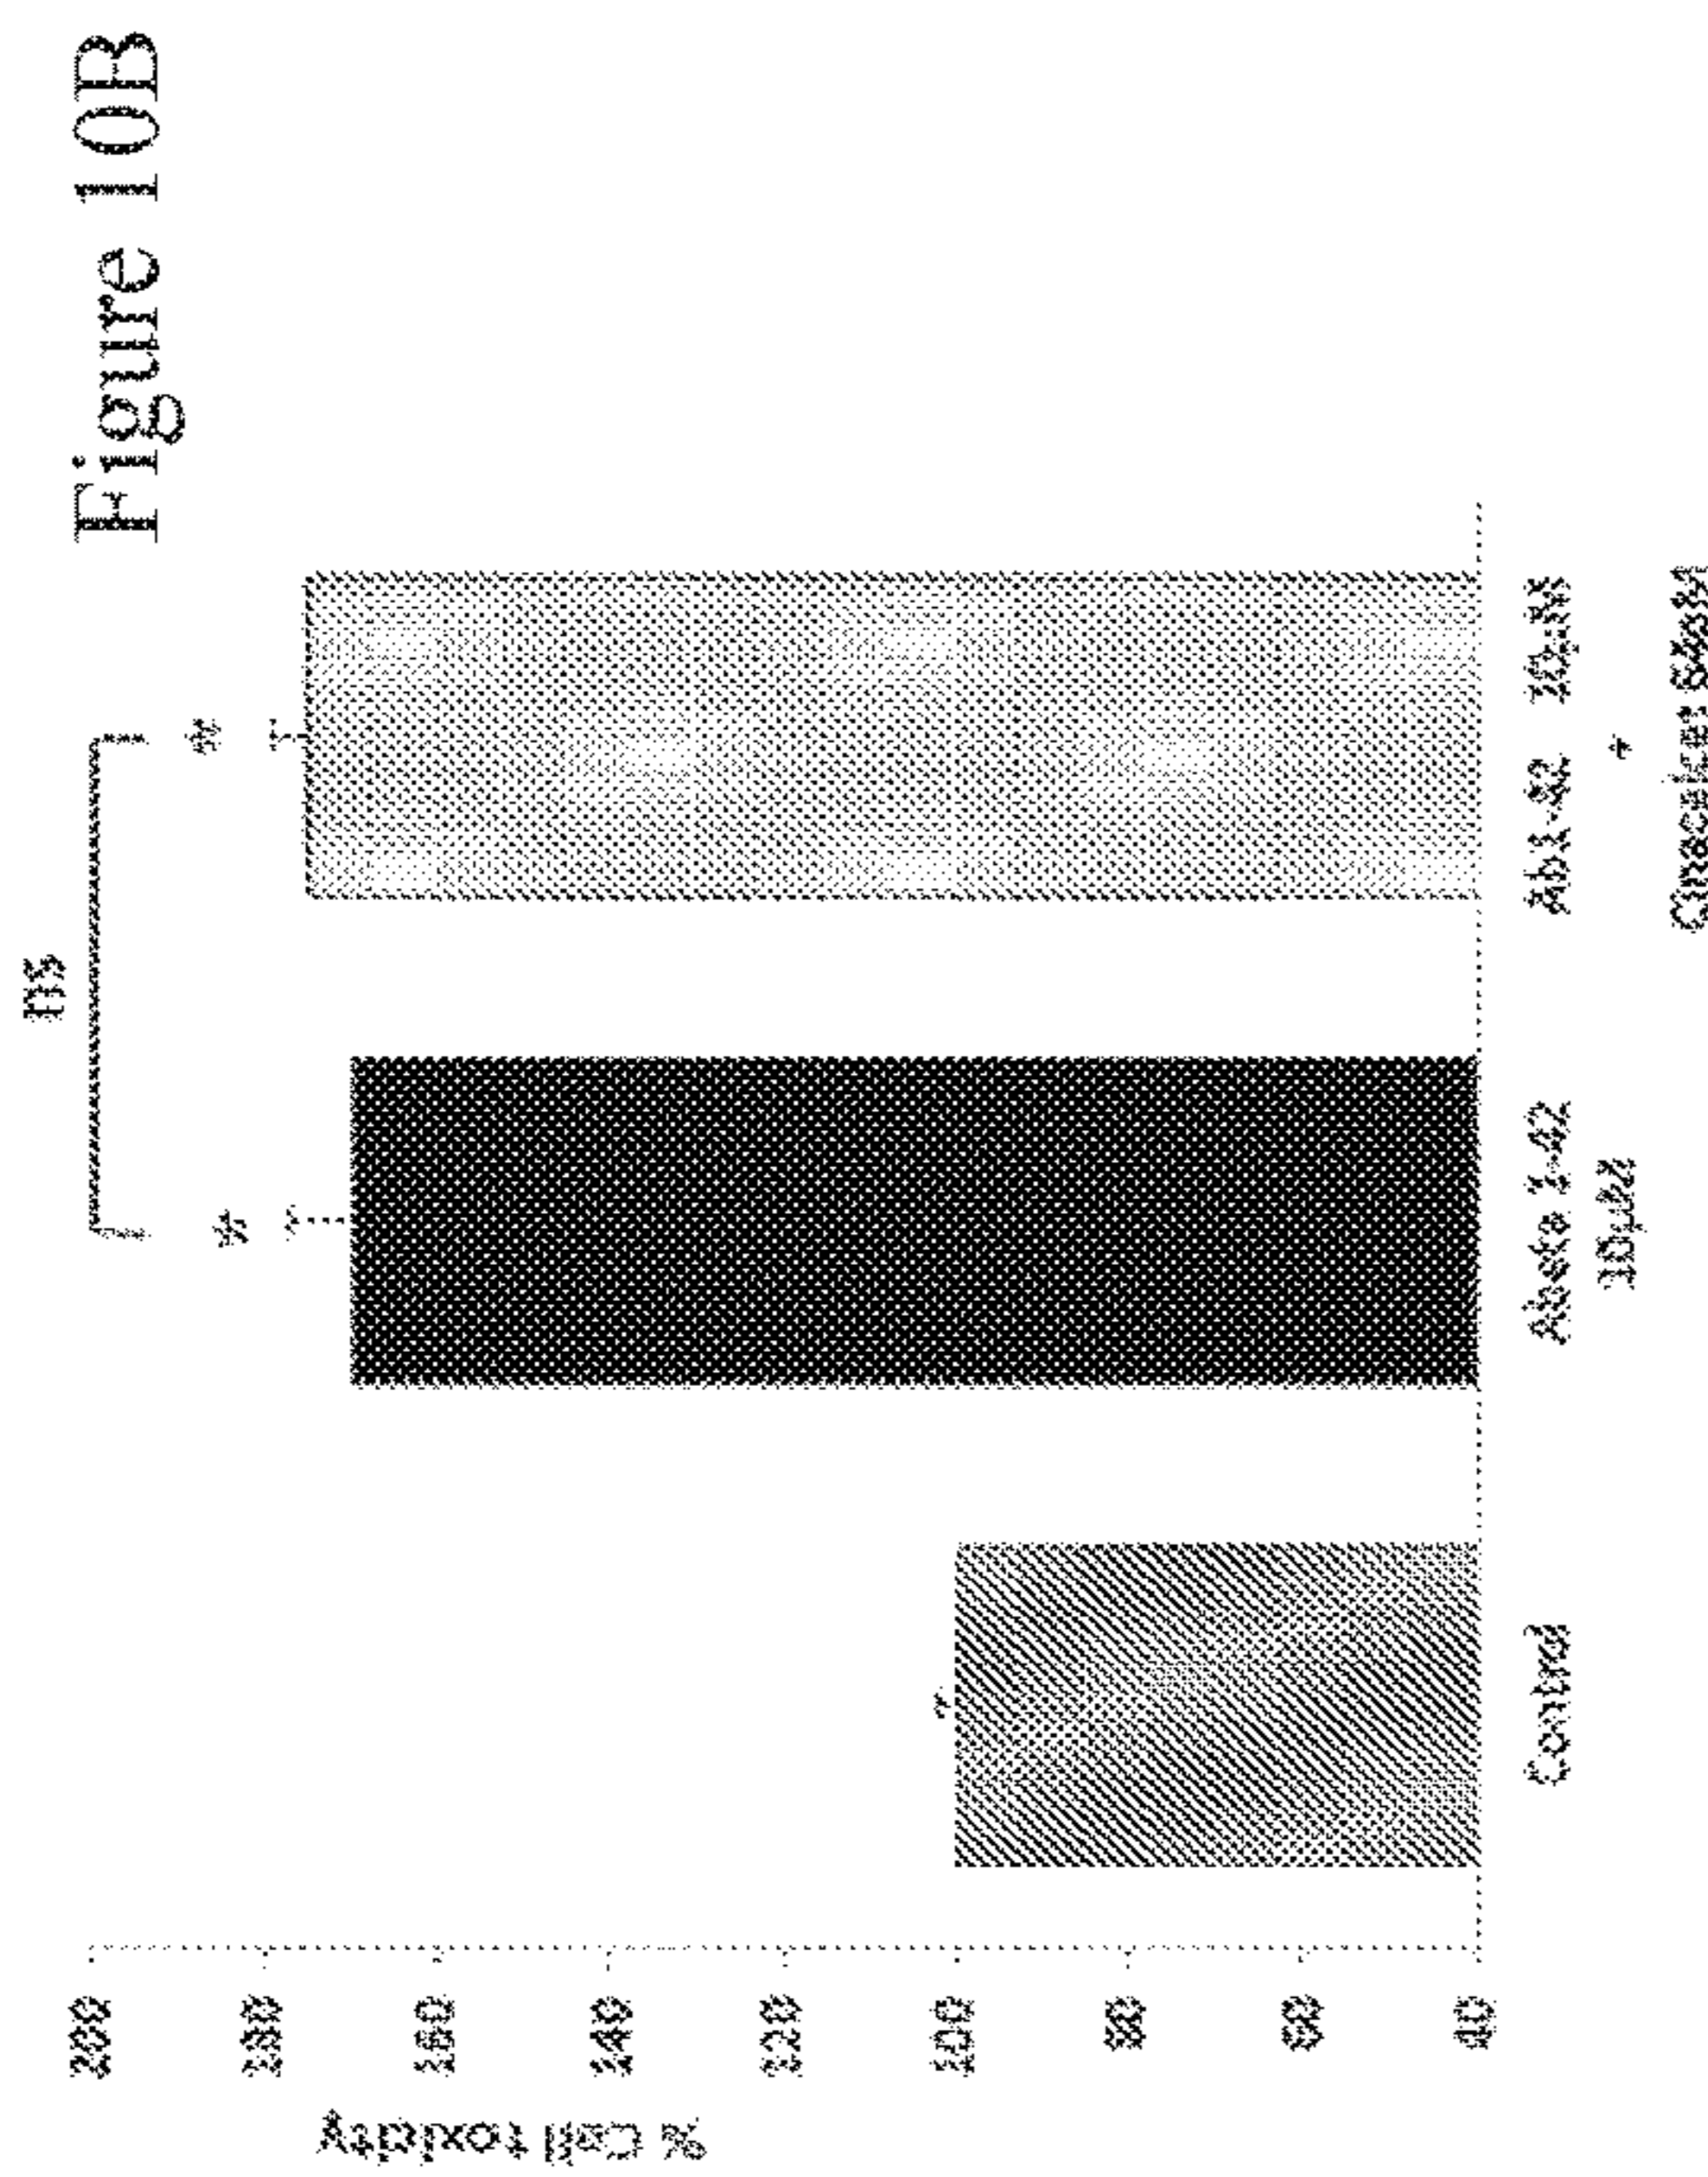 Figure 10B
ns
*
*
200
180
160
140
120
100
80
60
40
% Cell toxicity
Control
Abeta 1-42
10µM
Ab1-42 10µM
+